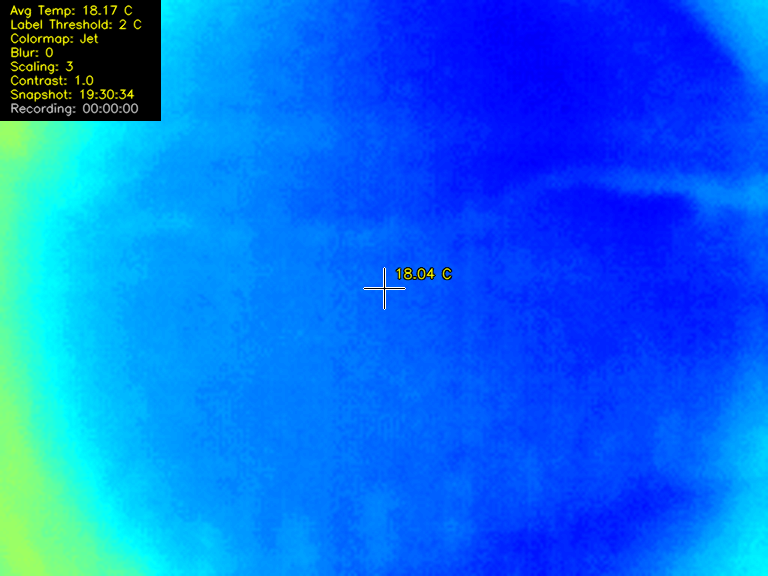 Avg Temp: 18.17 C
Label Threshold: 2 C
Colormap: Jet
Blur: 0
Scaling: 3
Contrast: 1.0
Snapshot: 19:30:34
Recording: 00:00:00
18.04 C